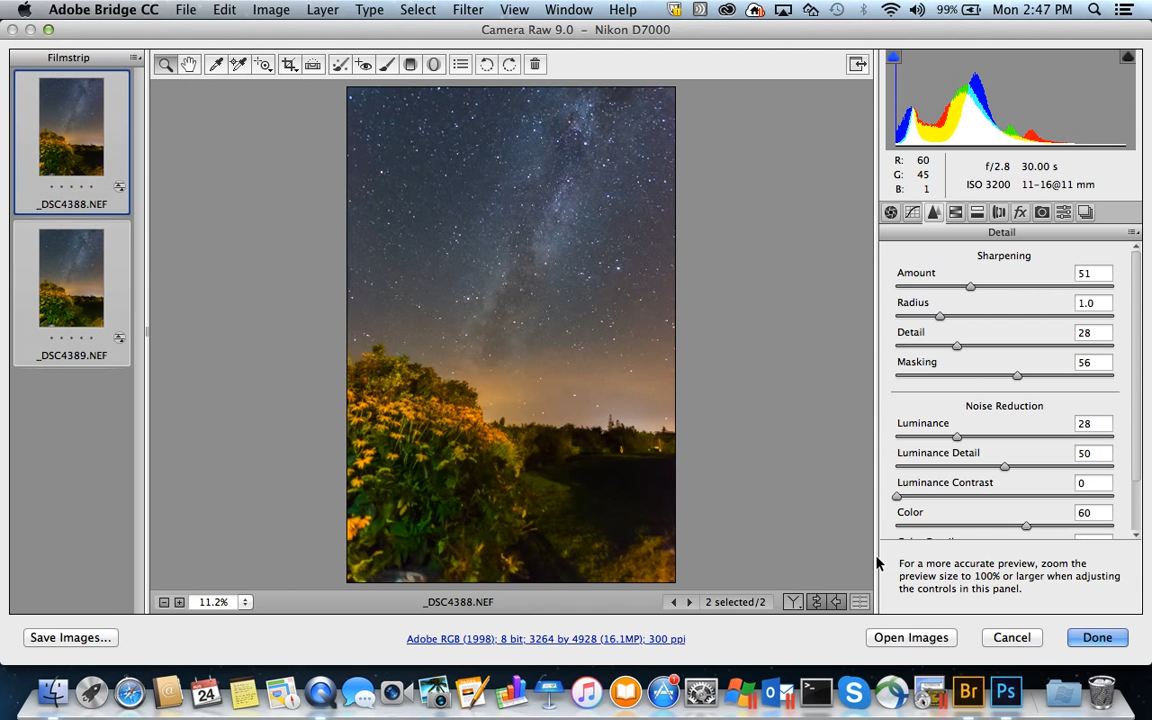 Adobe Bridge CC File Edit Image Layer Type Select Filter View Window Help 99% Mon 2:47 PM
Camera Raw 9.0 - Nikon D7000
Filmstrip
_DSC4388.NEF
_DSC4389.NEF
11.2%
_DSC4388.NEF
2 selected/2
R: 60
G: 45
B: 1
f/2.8 30.00 s
ISO 3200 11-16@11 mm
fx
Detail
Sharpening
Amount 51
Radius 1.0
Detail 28
Masking 56
Noise Reduction
Luminance 28
Luminance Detail 50
Luminance Contrast 0
Color 60
For a more accurate preview, zoom the
preview size to 100% or larger when adjusting
the controls in this panel.
Save Images...
Adobe RGB (1998); 8 bit; 3264 by 4928 (16.1MP); 300 ppi
Open Images Cancel Done
24
1
Br
Ps